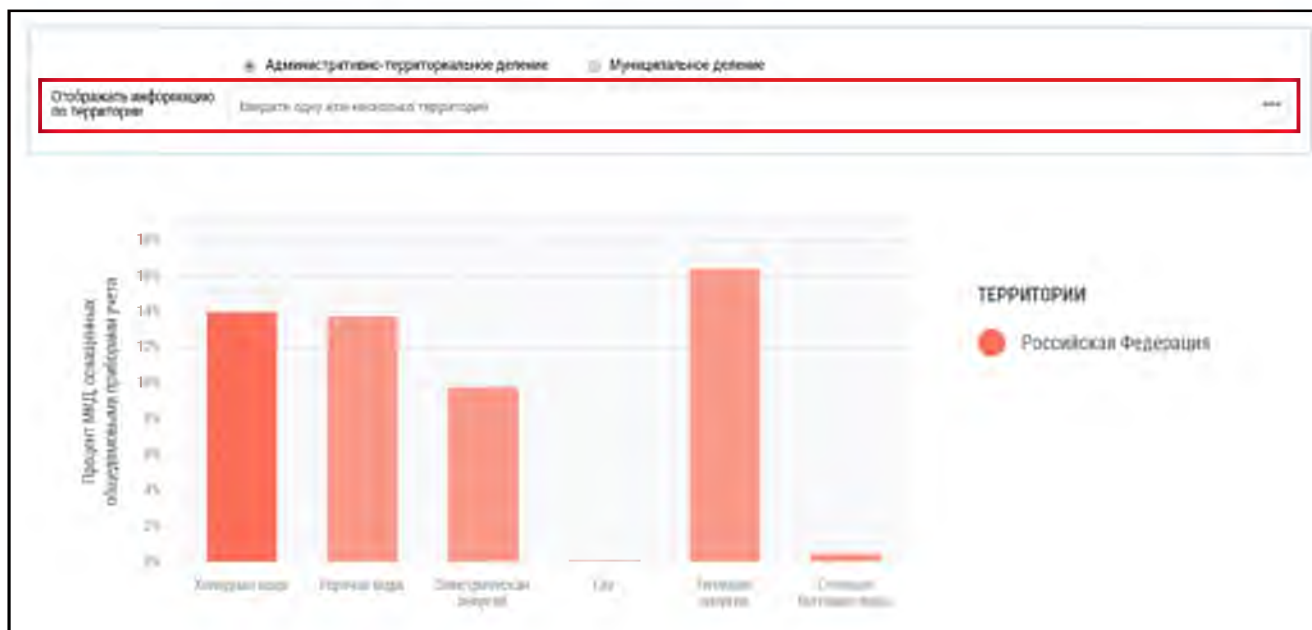 Административно-территориальное деление
Муниципальное деление
Отображать информацию
по территории
Введите одну или несколько территорий
18%
16%
14%
12%
10%
8%
6%
4%
2%
0%
Процент МКД, оснащенных
общедомовыми приборами учета
Холодная вода
Горячая вода
Электрическая
энергия
Газ
Тепловая
энергия
Сточные
бытовые воды
ТЕРРИТОРИИ
Российская Федерация